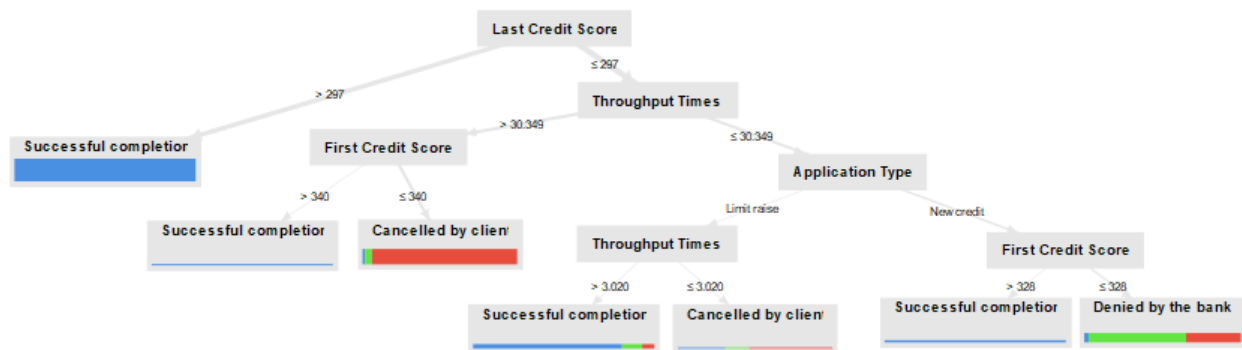 Last Credit Score
≤ 297
> 297
Throughput Times
> 30.349
≤ 30.349
Successful completior
First Credit Score
Application Type
> 340
≤ 340
Limit raise
New credit
Successful completior
Cancelled by client
Throughput Times
First Credit Score
> 3.020
≤ 3.020
> 328
≤ 328
Successful completior
Cancelled by client
Successful completior
Denied by the bank